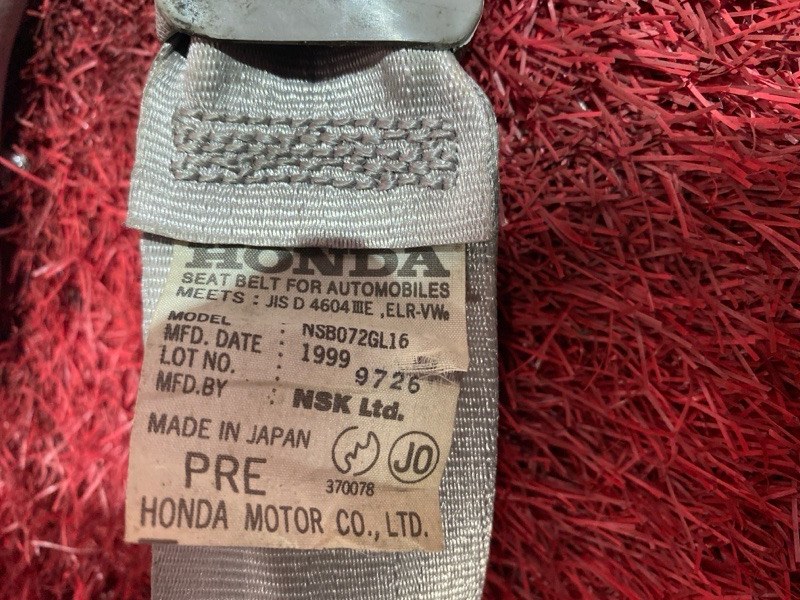 HONDA
SEAT BELT FOR AUTOMOBILES
MEETS : JIS D 4604 IIIE , ELR-VWe
MODEL : NSB072GL16
MFD. DATE : 1999
LOT NO. : 9726
MFD.BY : NSK Ltd.
MADE IN JAPAN
JO
PRE
370078
HONDA MOTOR CO., LTD.